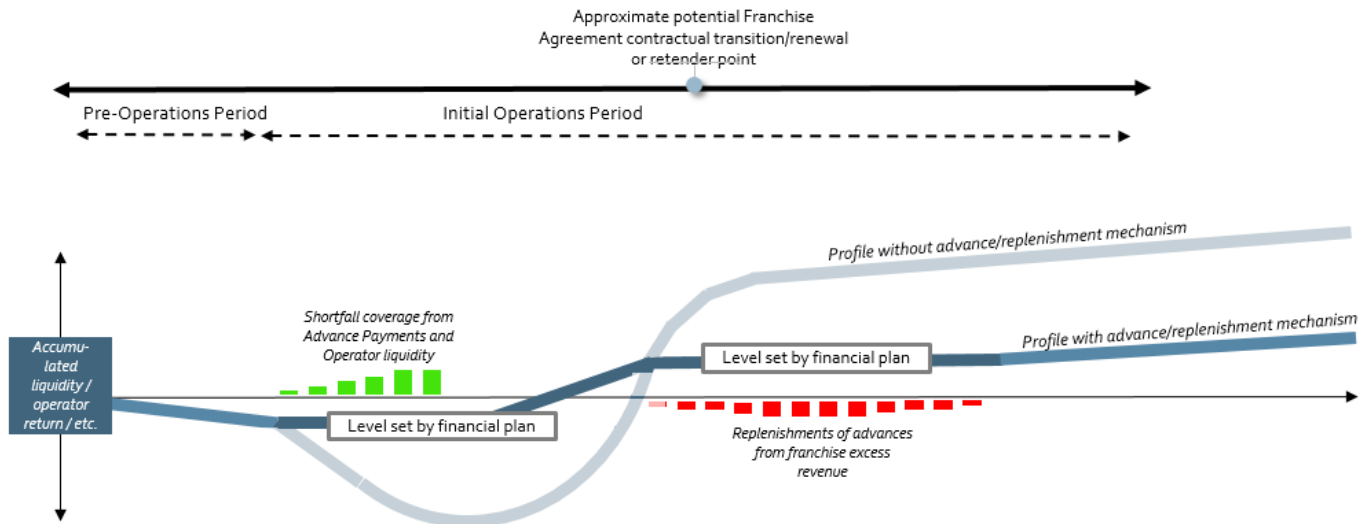 Approximate potential Franchise
Agreement contractual transition/renewal
or retender point
Pre-Operations Period
Initial Operations Period
Profile without advance/replenishment mechanism
Shortfall coverage from
Advance Payments and
Operator liquidity
Profile with advance/replenishment mechanism
Accumu-
lated
liquidity /
operator
return / etc.
Level set by financial plan
Level set by financial plan
Replenishments of advances
from franchise excess
revenue